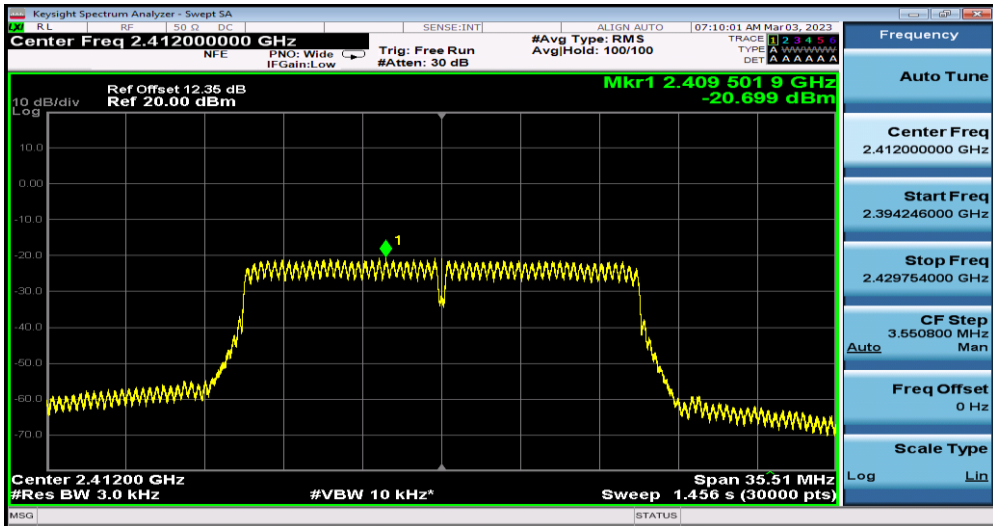 Keysight Spectrum Analyzer - Swept SA
LXI RL RF 50 Ω DC SENSE:INT ALIGN AUTO 07:10:01 AM Mar 03, 2023
Center Freq 2.412000000 GHz
NFE
PNO: Wide
IFGain:Low
Trig: Free Run
#Atten: 30 dB
#Avg Type: RMS
Avg|Hold: 100/100
TRACE 1 2 3 4 5 6
TYPE A WWWWW
DET A A A A A A
Mkr1 2.409 501 9 GHz
-20.699 dBm
Ref Offset 12.35 dB
10 dB/div Ref 20.00 dBm
Log
10.0
0.00
-10.0
-20.0
-30.0
-40.0
-50.0
-60.0
-70.0
1
Center 2.41200 GHz Span 35.51 MHz
#Res BW 3.0 kHz #VBW 10 kHz* Sweep 1.456 s (30000 pts)
MSG STATUS
Frequency
Auto Tune
Center Freq
2.412000000 GHz
Start Freq
2.394246000 GHz
Stop Freq
2.429754000 GHz
CF Step
3.550800 MHz
Auto Man
Freq Offset
0 Hz
Scale Type
Log Lin